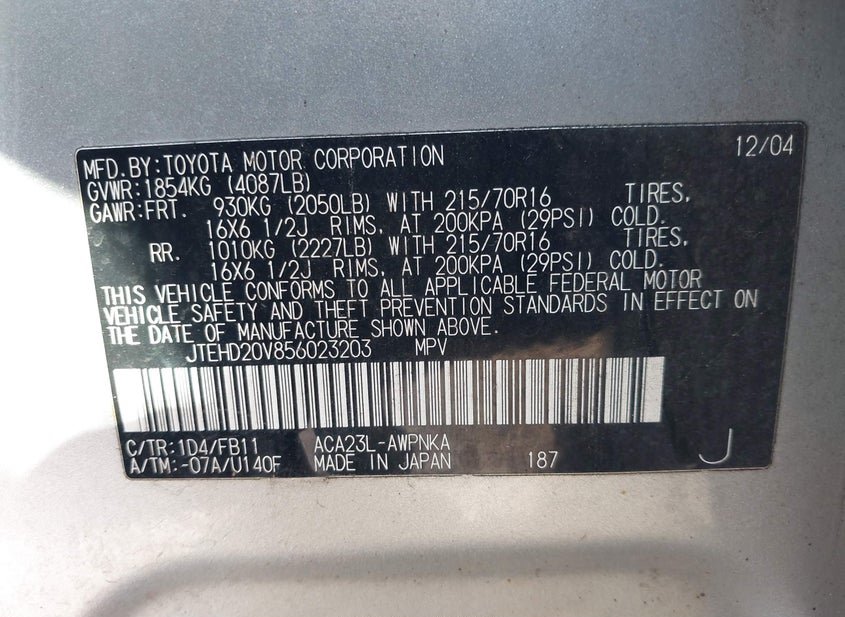 MFD.BY:TOYOTA MOTOR CORPORATION 12/04
GVWR:1854KG (4087LB)
GAWR:FRT. 930KG (2050LB) WITH 215/70R16 TIRES,
16X6 1/2J RIMS, AT 200KPA (29PSI) COLD.
RR. 1010KG (2227LB) WITH 215/70R16 TIRES,
16X6 1/2J RIMS, AT 200KPA (29PSI) COLD.
THIS VEHICLE CONFORMS TO ALL APPLICABLE FEDERAL MOTOR
VEHICLE SAFETY AND THEFT PREVENTION STANDARDS IN EFFECT ON
THE DATE OF MANUFACTURE SHOWN ABOVE.
JTEHD20V856023203 MPV
C/TR:1D4/FB11 ACA23L-AWPNKA
A/TM:-07A/U140F MADE IN JAPAN 187 J